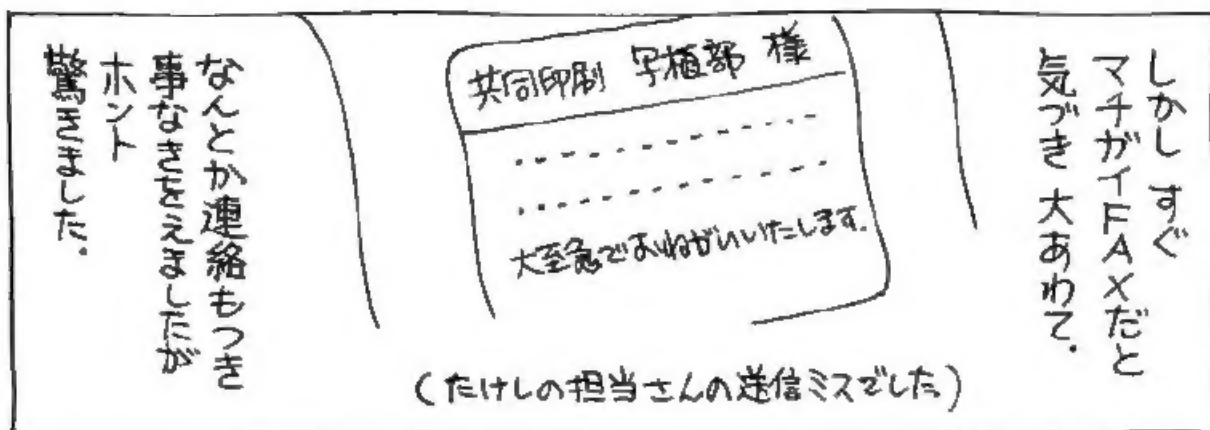 しかし すぐ
マチガイFAXだと
気づき 大あわて.
共同印刷 写植部 様
大至急でおねがいいたします.
(たけしの担当さんの送信ミスでした)
なんとか連絡もつき
事なきをえましたが
ホント
驚きました.